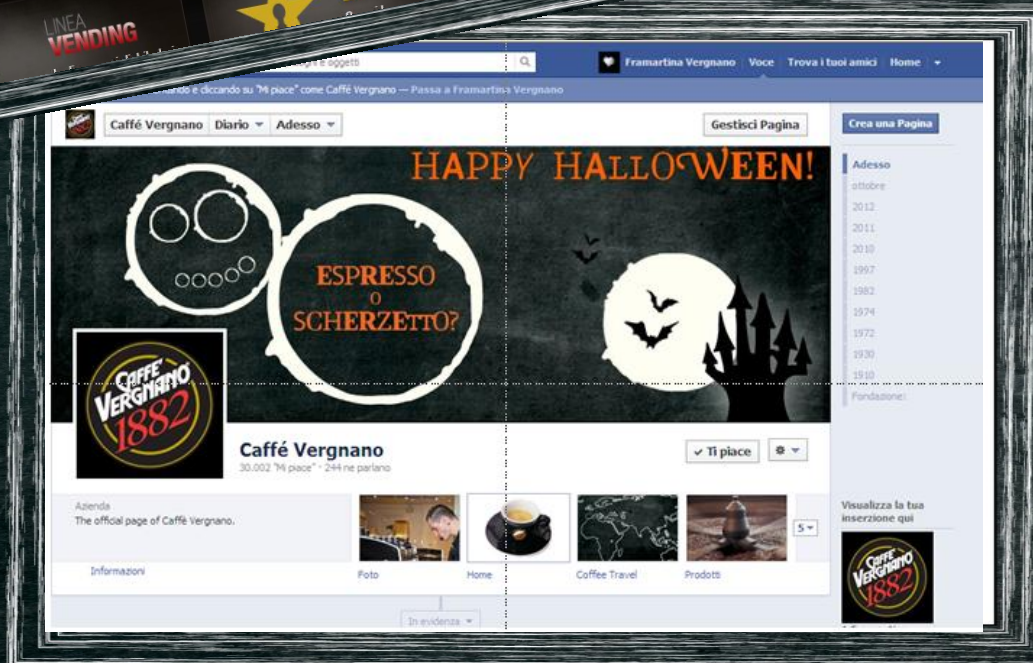 LINEA
VENDING
oggetti
Framartina Vergnano Voce Trova i tuoi amici Home
e cliccando su "Mi piace" come Caffé Vergnano — Passa a Framartina Vergnano
Caffé Vergnano Diario Adesso
Gestisci Pagina
Crea una Pagina
HAPPY HALLOWEEN!
ESPRESSO
O
SCHERZETTO?
CAFFÈ
VERGNANO
1882
Caffé Vergnano
30.002 "Mi piace" · 244 ne parlano
Ti piace
Azienda
The official page of Caffè Vergnano.
Informazioni
Foto
Home
Coffee Travel
Prodotti
5
In evidenza
Adesso
ottobre
2012
2011
2010
1997
1982
1974
1972
1930
1910
Fondazione:
Visualizza la tua
inserzione qui
CAFFÈ
VERGNANO
1882